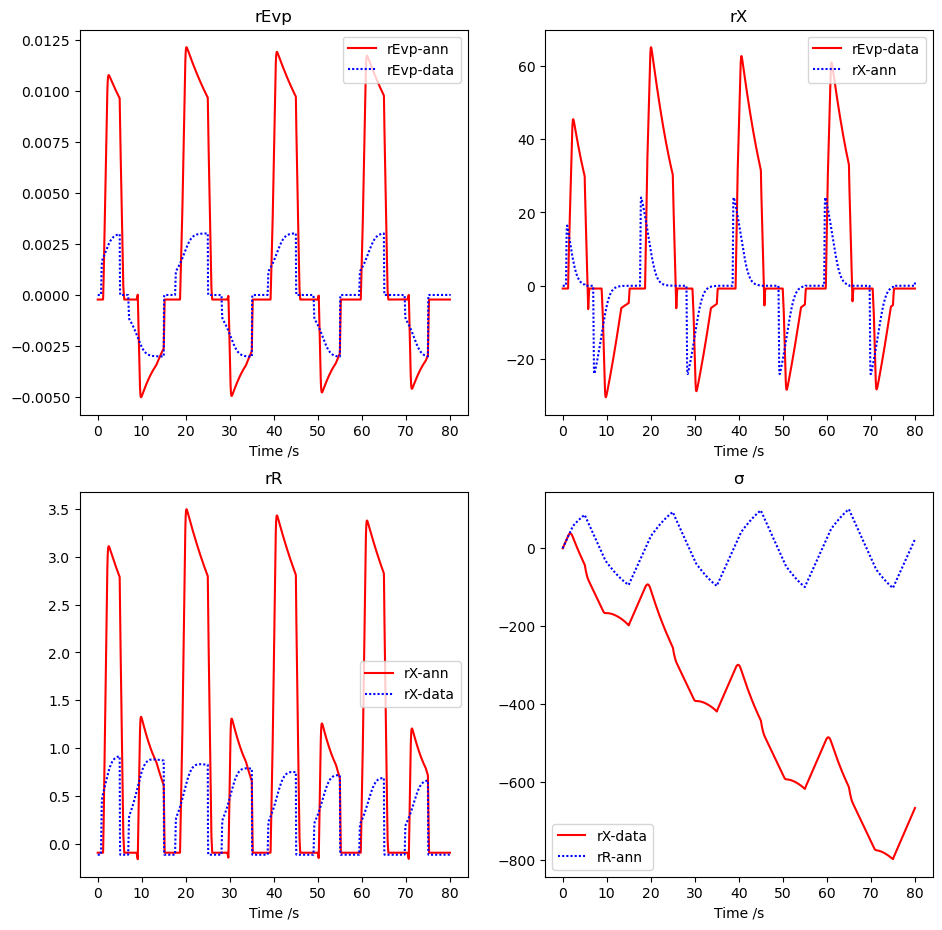 rEvp
0.0125
0.0100
0.0075
0.0050
0.0025
0.0000
−0.0025
−0.0050
rEvp-ann
rEvp-data
0 10 20 30 40 50 60 70 80
Time /s
rX
60
40
20
0
−20
rEvp-data
rX-ann
0 10 20 30 40 50 60 70 80
Time /s
rR
3.5
3.0
2.5
2.0
1.5
1.0
0.5
0.0
rX-ann
rX-data
0 10 20 30 40 50 60 70 80
Time /s
σ
0
−200
−400
−600
−800
rX-data
rR-ann
0 10 20 30 40 50 60 70 80
Time /s